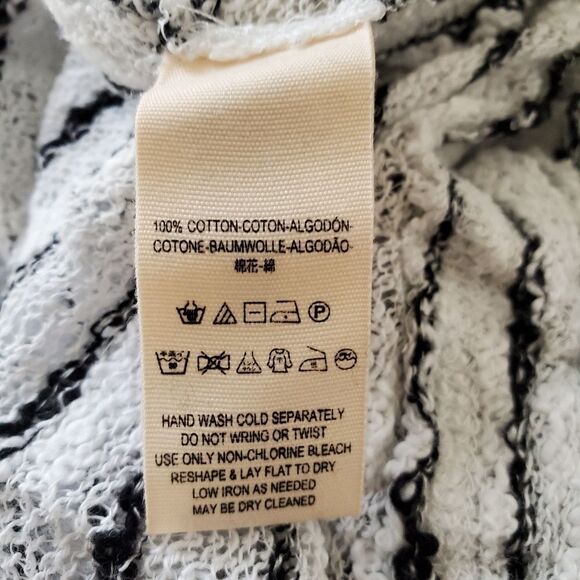 100% COTTON-COTON-ALGODÓN-
COTONE-BAUMWOLLE-ALGODÃO-
棉花-綿
P
HAND WASH COLD SEPARATELY
DO NOT WRING OR TWIST
USE ONLY NON-CHLORINE BLEACH
RESHAPE & LAY FLAT TO DRY
LOW IRON AS NEEDED
MAY BE DRY CLEANED